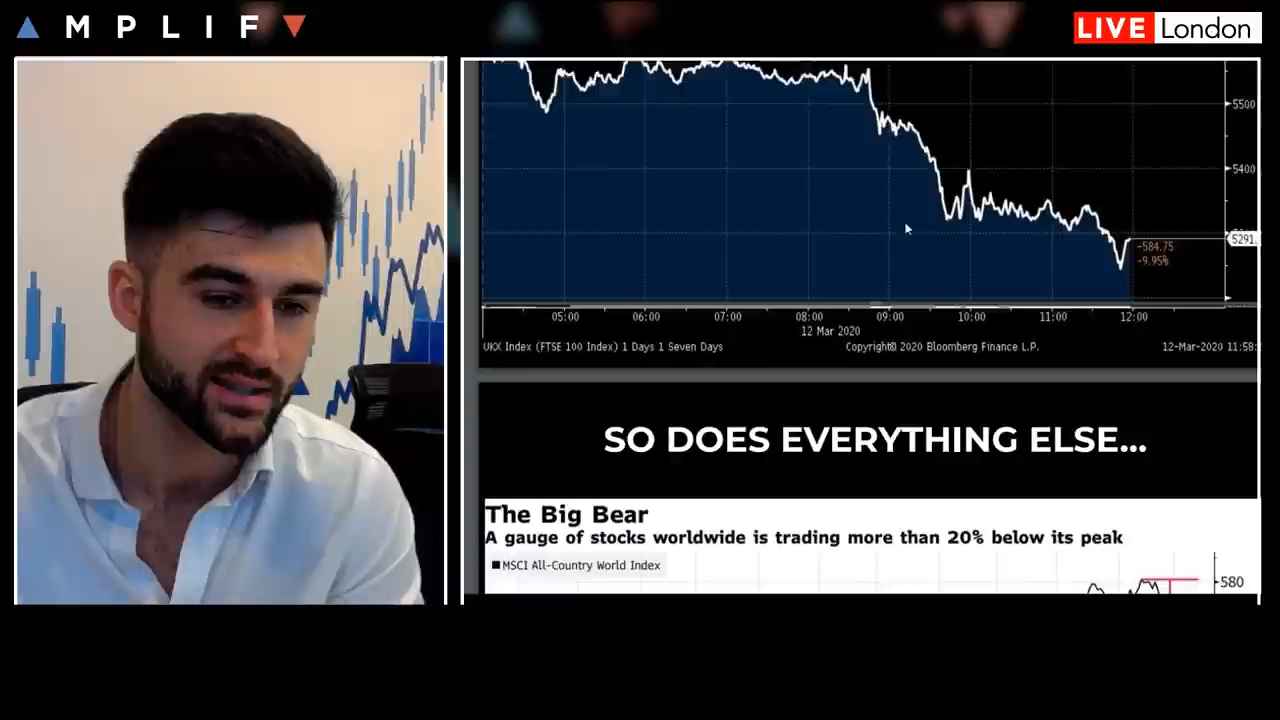 ▲ M P L I F ▼
LIVE London
5500
5400
5291.
-584.75
-9.95%
05:00 06:00 07:00 08:00 09:00 10:00 11:00 12:00
12 Mar 2020
UKX Index (FTSE 100 Index) 1 Days 1 Seven Days Copyright© 2020 Bloomberg Finance L.P. 12-Mar-2020 11:58:
SO DOES EVERYTHING ELSE...
The Big Bear
A gauge of stocks worldwide is trading more than 20% below its peak
MSCI All-Country World Index
580